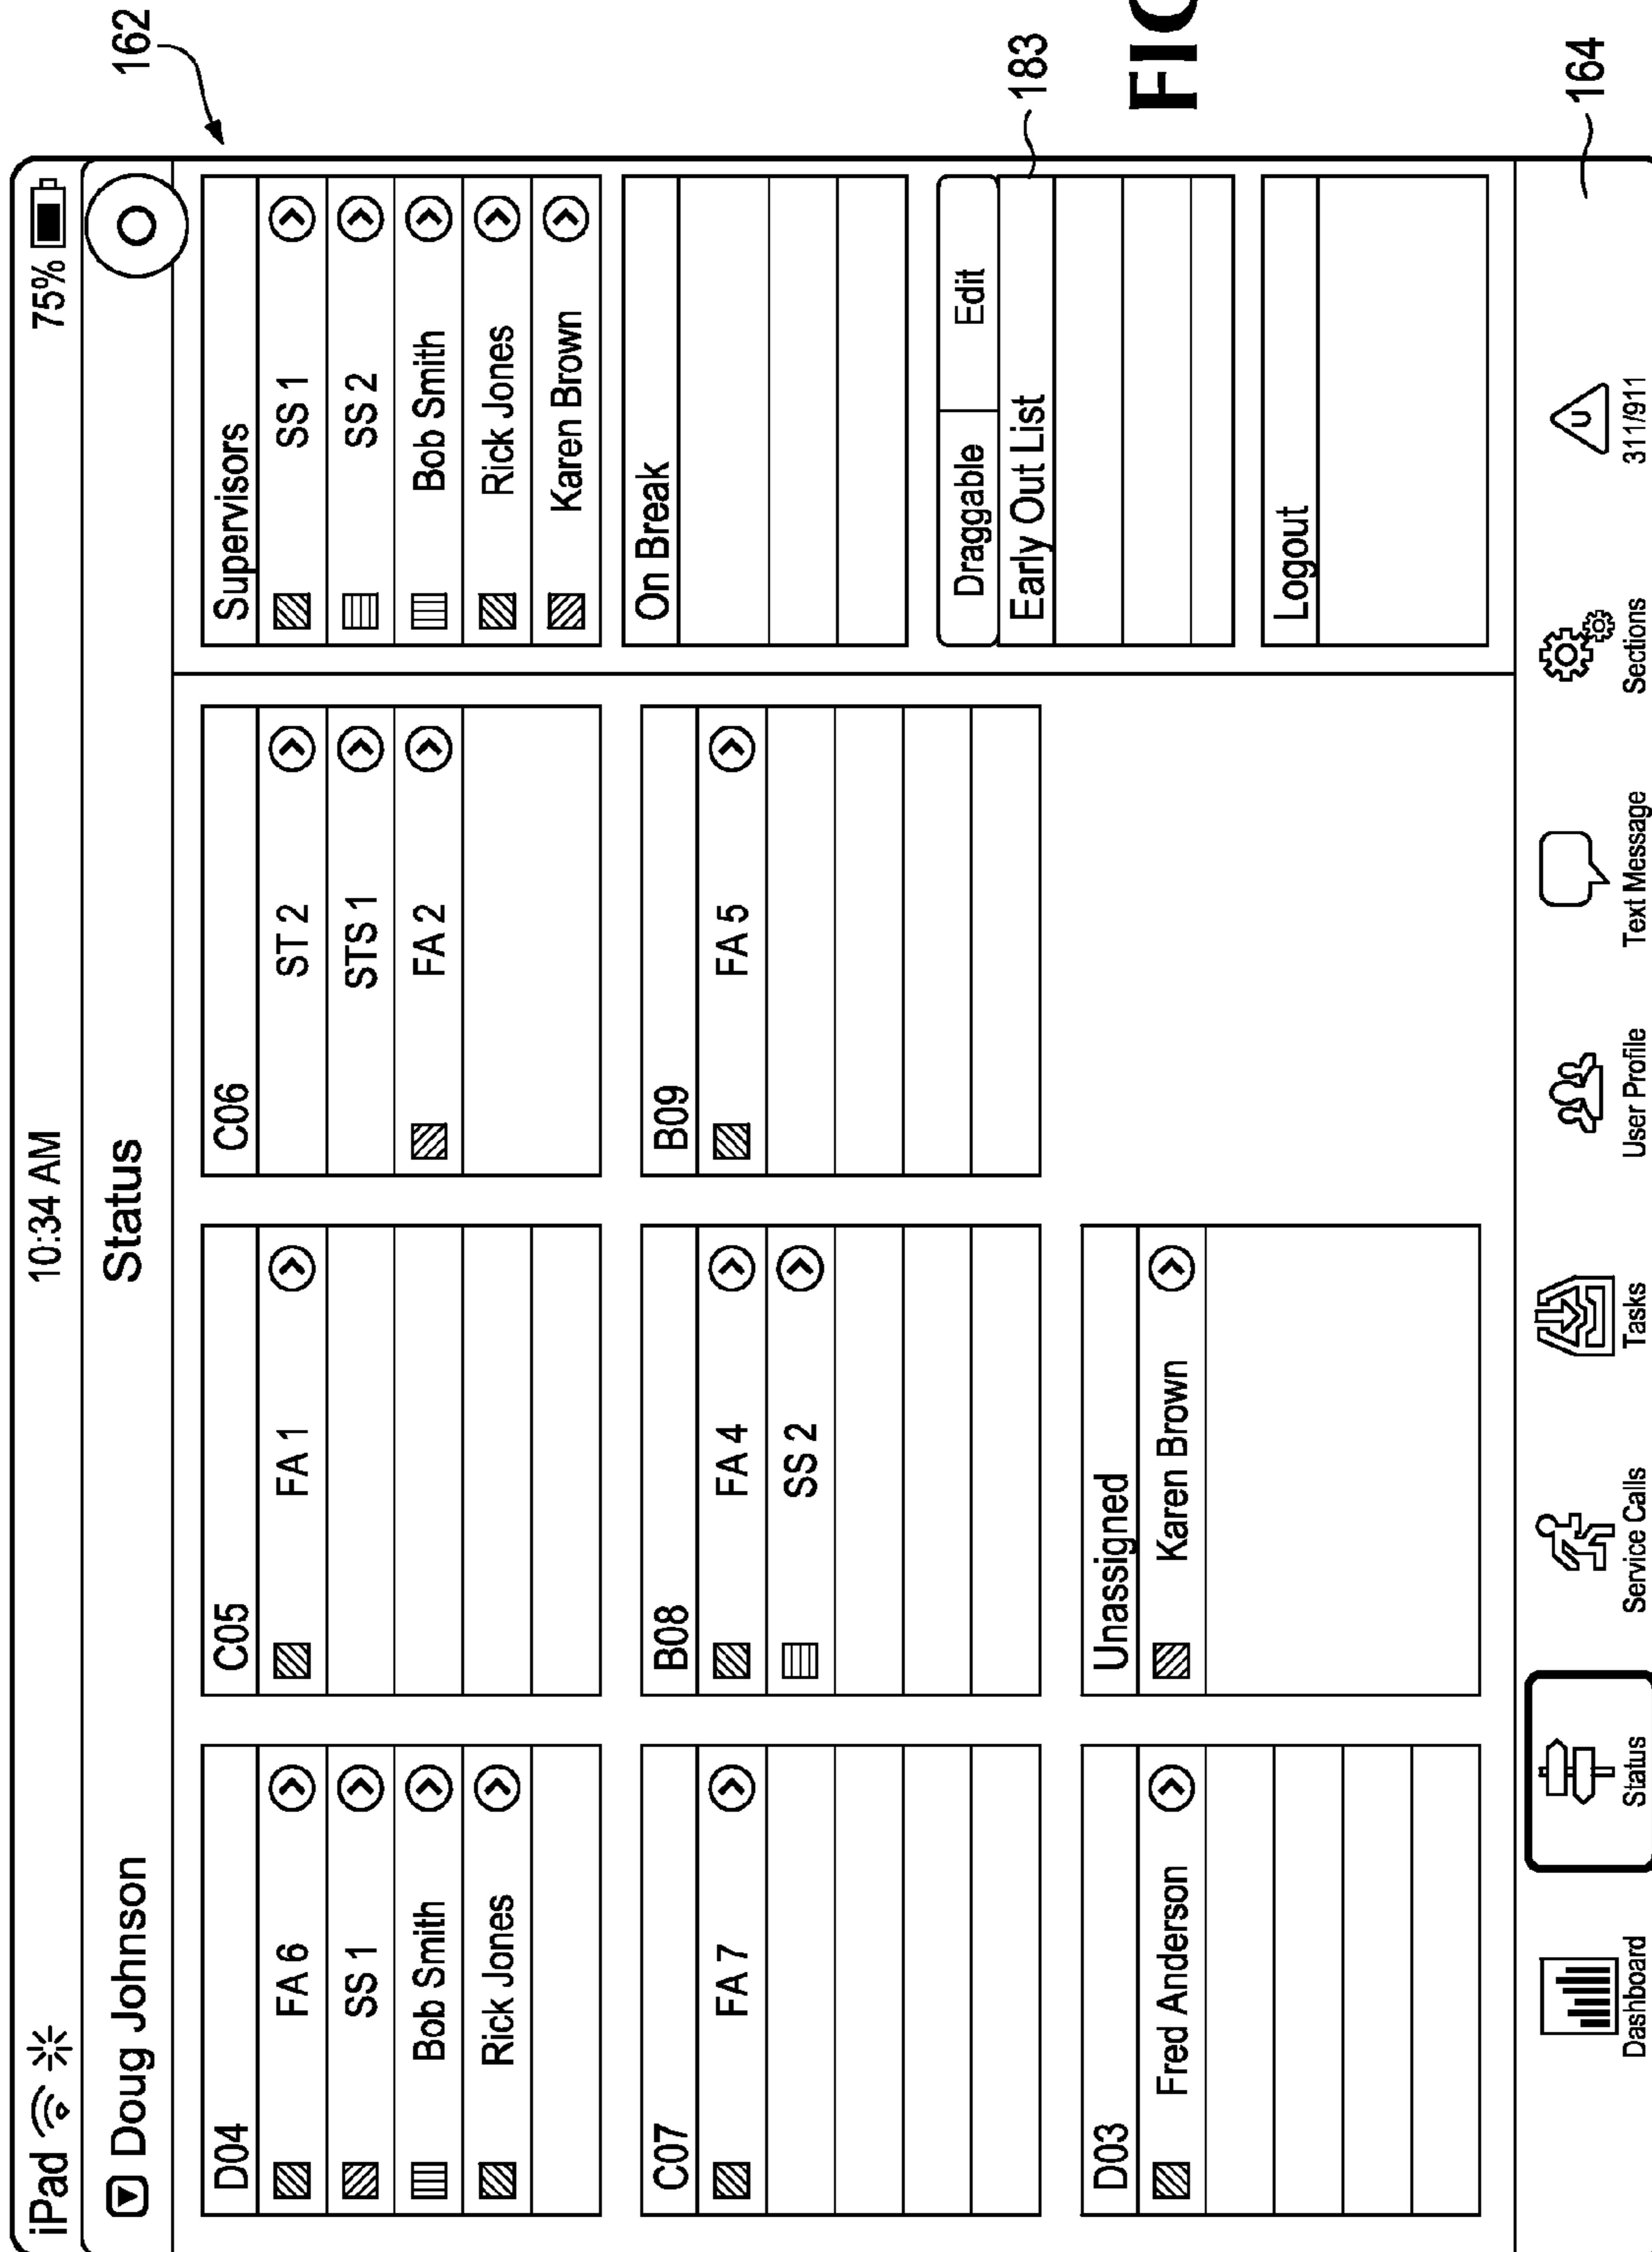 iPad 10:34 AM 75%
Doug Johnson Status
162
D04
FA 6
SS 1
Bob Smith
Rick Jones
C05
FA 1
C06
ST 2
STS 1
FA 2
Supervisors
SS 1
SS 2
Bob Smith
Rick Jones
Karen Brown
C07
FA 7
B08
FA 4
SS 2
B09
FA 5
On Break
Draggable Edit
Early Out List
183
D03
Fred Anderson
Unassigned
Karen Brown
Logout
Dashboard Status Service Calls Tasks User Profile Text Message Sections 311/911
164